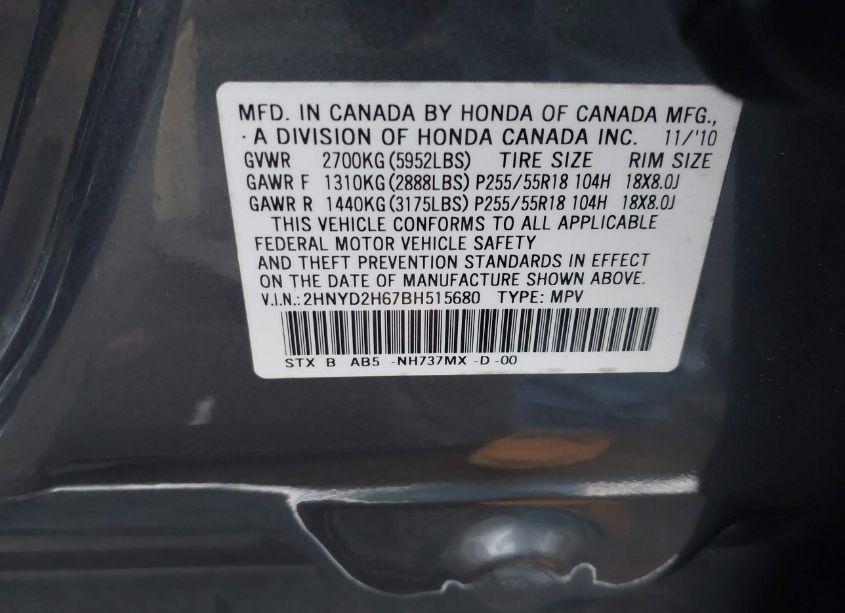 MFD. IN CANADA BY HONDA OF CANADA MFG.,
A DIVISION OF HONDA CANADA INC. 11/'10
GVWR 2700KG(5952LBS) TIRE SIZE RIM SIZE
GAWR F 1310KG(2888LBS) P255/55R18 104H 18X8.0J
GAWR R 1440KG(3175LBS) P255/55R18 104H 18X8.0J
THIS VEHICLE CONFORMS TO ALL APPLICABLE
FEDERAL MOTOR VEHICLE SAFETY
AND THEFT PREVENTION STANDARDS IN EFFECT
ON THE DATE OF MANUFACTURE SHOWN ABOVE.
V.I.N.: 2HNYD2H67BH515680 TYPE: MPV
STX B AB5 -NH737MX -D -00